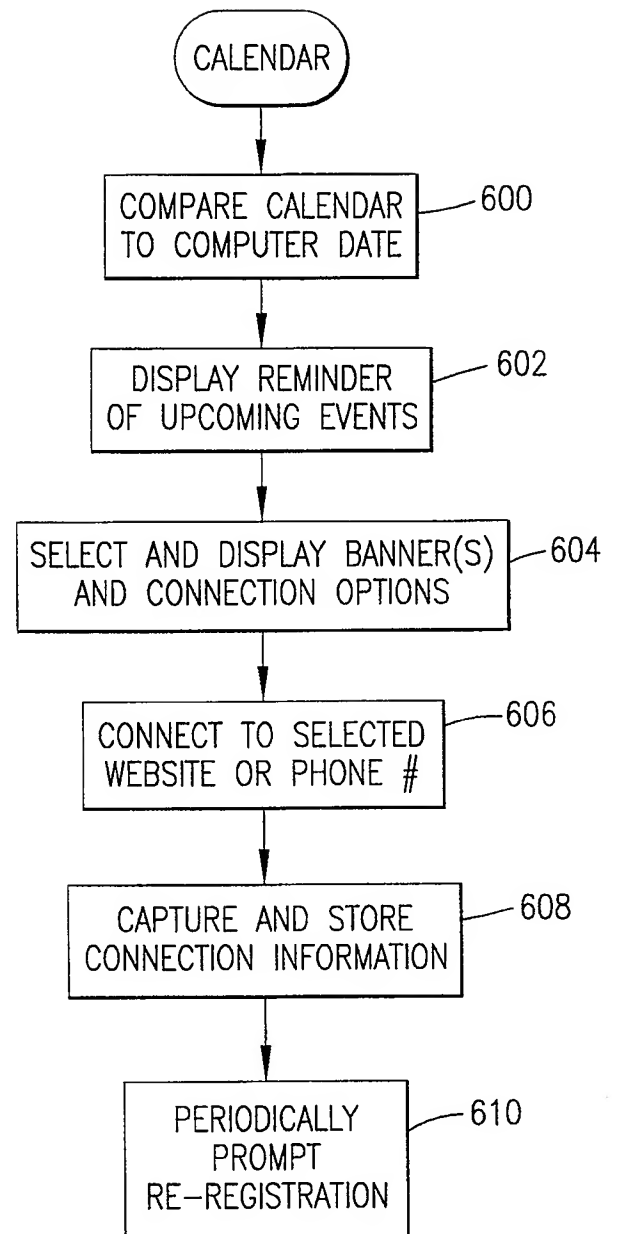 CALENDAR
COMPARE CALENDAR
TO COMPUTER DATE
600
DISPLAY REMINDER
OF UPCOMING EVENTS
602
SELECT AND DISPLAY BANNER(S)
AND CONNECTION OPTIONS
604
CONNECT TO SELECTED
WEBSITE OR PHONE #
606
CAPTURE AND STORE
CONNECTION INFORMATION
608
PERIODICALLY
PROMPT
RE-REGISTRATION
610